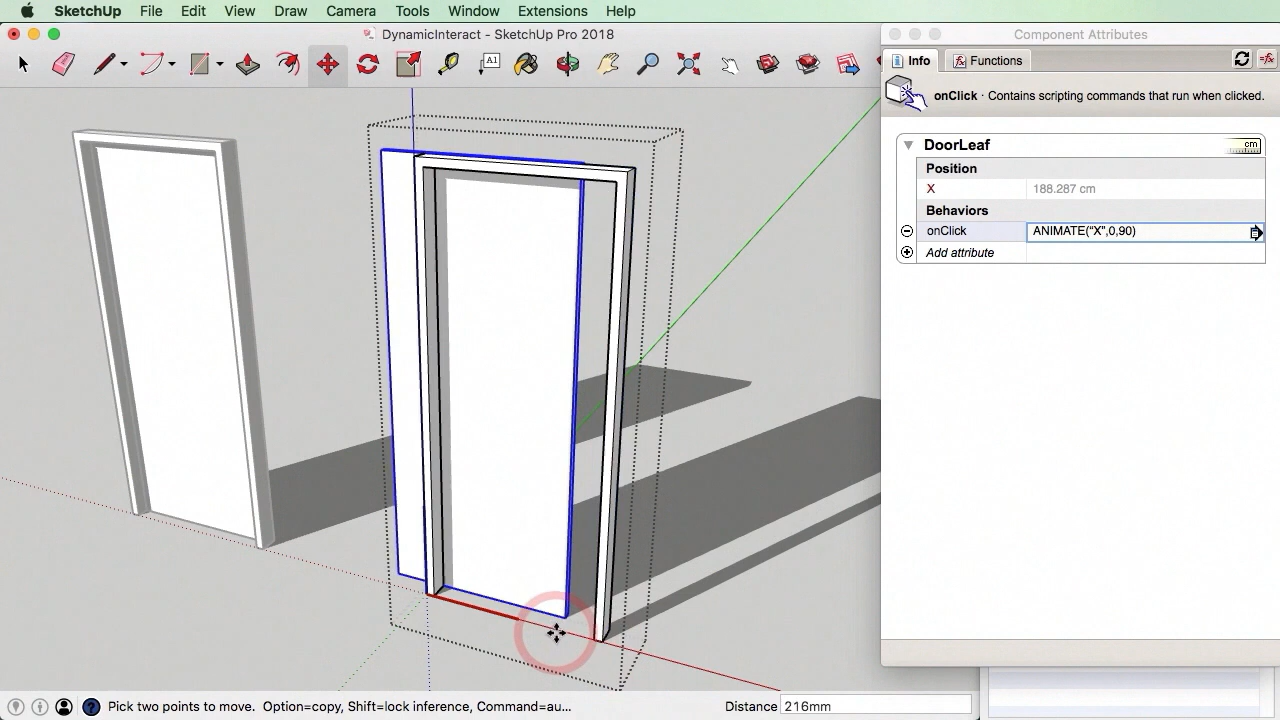 SketchUp File Edit View Draw Camera Tools Window Extensions Help
DynamicInteract - SketchUp Pro 2018
A1
Component Attributes
Info Functions
onClick · Contains scripting commands that run when clicked.
DoorLeaf cm
Position
X 188.287 cm
Behaviors
onClick ANIMATE("X",0,90)
Add attribute
Pick two points to move. Option=copy, Shift=lock inference, Command=au... Distance 216mm